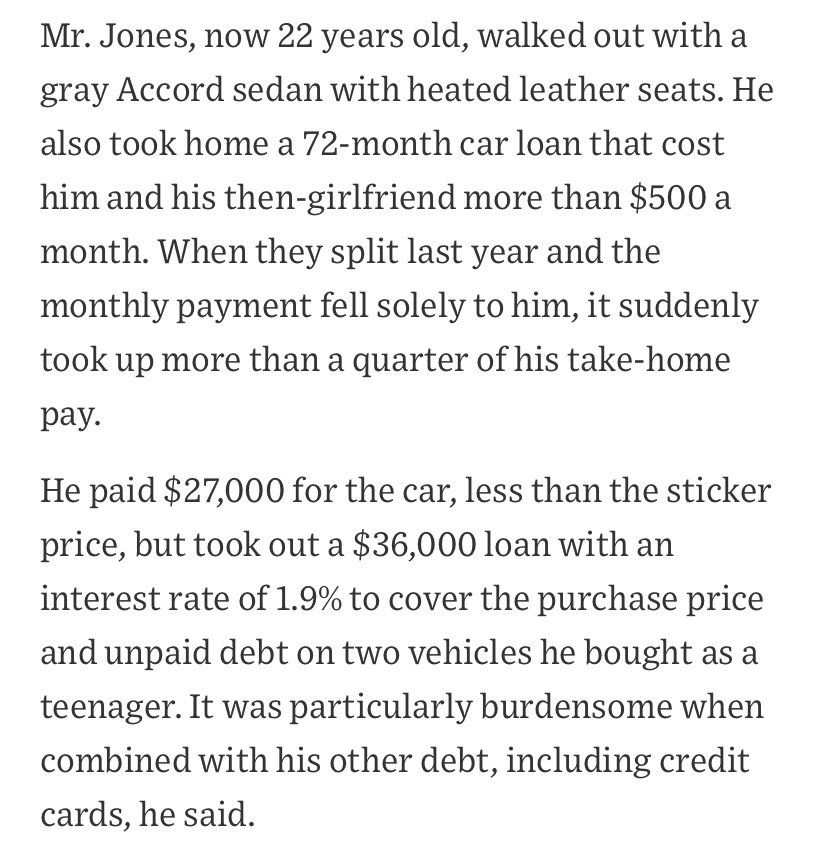 Mr. Jones, now 22 years old, walked out with a
gray Accord sedan with heated leather seats. He
also took home a 72-month car loan that cost
him and his then-girlfriend more than $500 a
month. When they split last year and the
monthly payment fell solely to him, it suddenly
took up more than a quarter of his take-home
pay.
He paid $27,000 for the car, less than the sticker
price, but took out a $36,000 loan with an
interest rate of 1.9% to cover the purchase price
and unpaid debt on two vehicles he bought as a
teenager. It was particularly burdensome when
combined with his other debt, including credit
cards, he said.